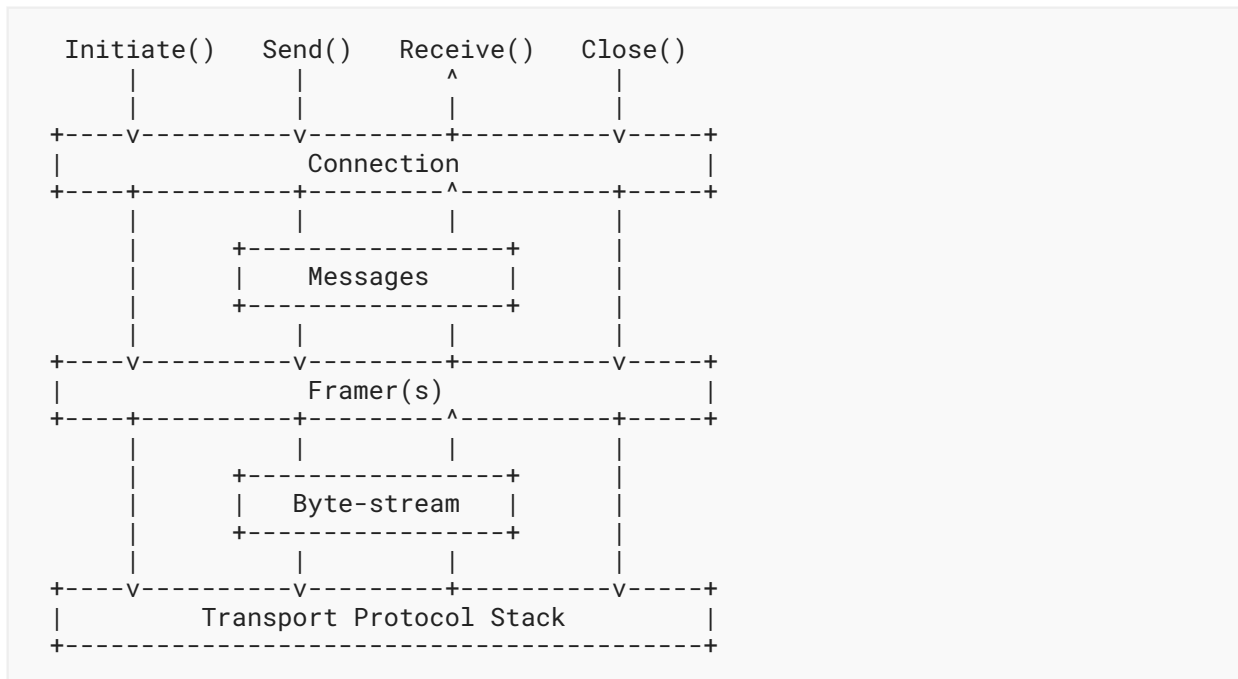 Initiate() Send() Receive() Close()
Connection
Messages
Framer(s)
Byte-stream
Transport Protocol Stack